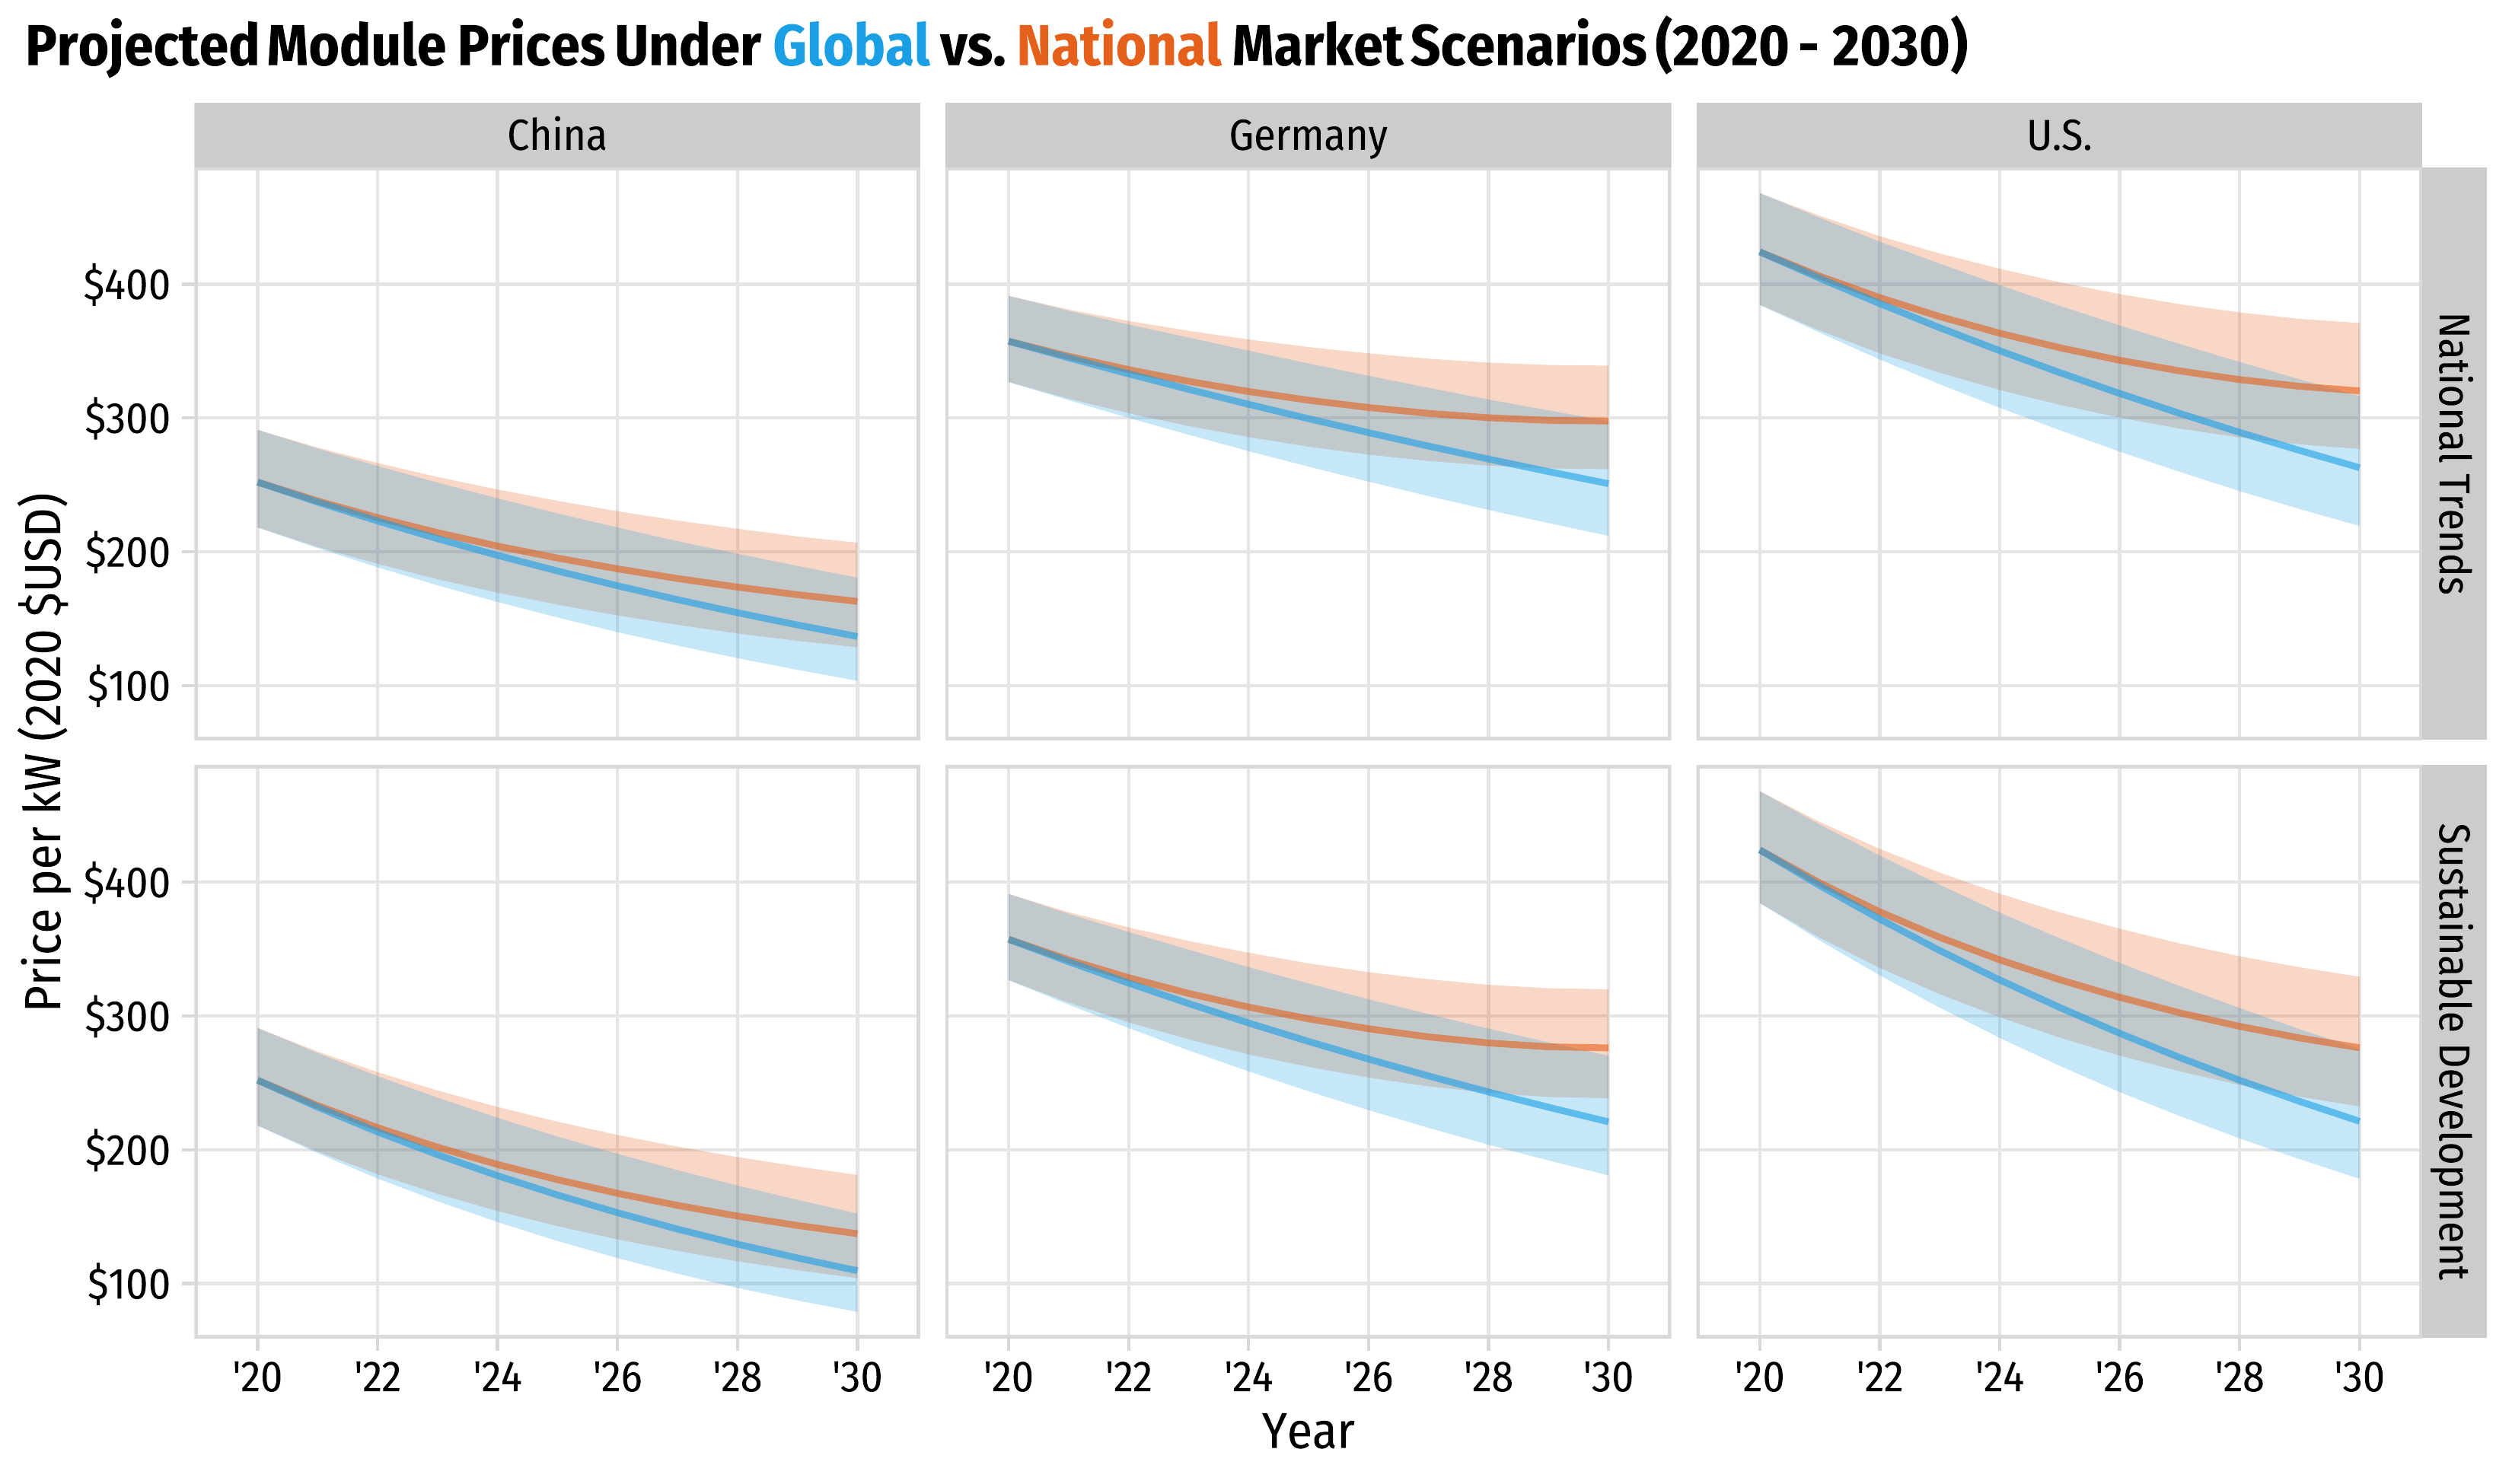 Projected Module Prices Under Global vs. National Market Scenarios (2020 - 2030)
China
Germany
U.S.
Price per kW (2020 $USD)
$400
$300
$200
$100
National Trends
$400
$300
$200
$100
Sustainable Development
'20 '22 '24 '26 '28 '30
'20 '22 '24 '26 '28 '30
'20 '22 '24 '26 '28 '30
Year